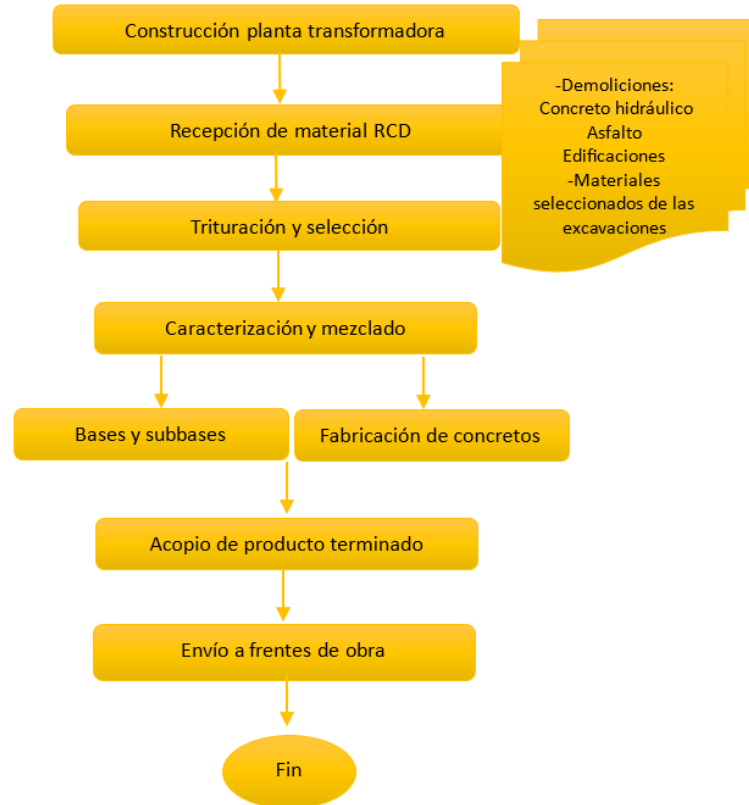 Construcción planta transformadora
Recepción de material RCD
-Demoliciones:
Concreto hidráulico
Asfalto
Edificaciones
-Materiales
seleccionados de las
excavaciones
Trituración y selección
Caracterización y mezclado
Bases y subbases
Fabricación de concretos
Acopio de producto terminado
Envío a frentes de obra
Fin